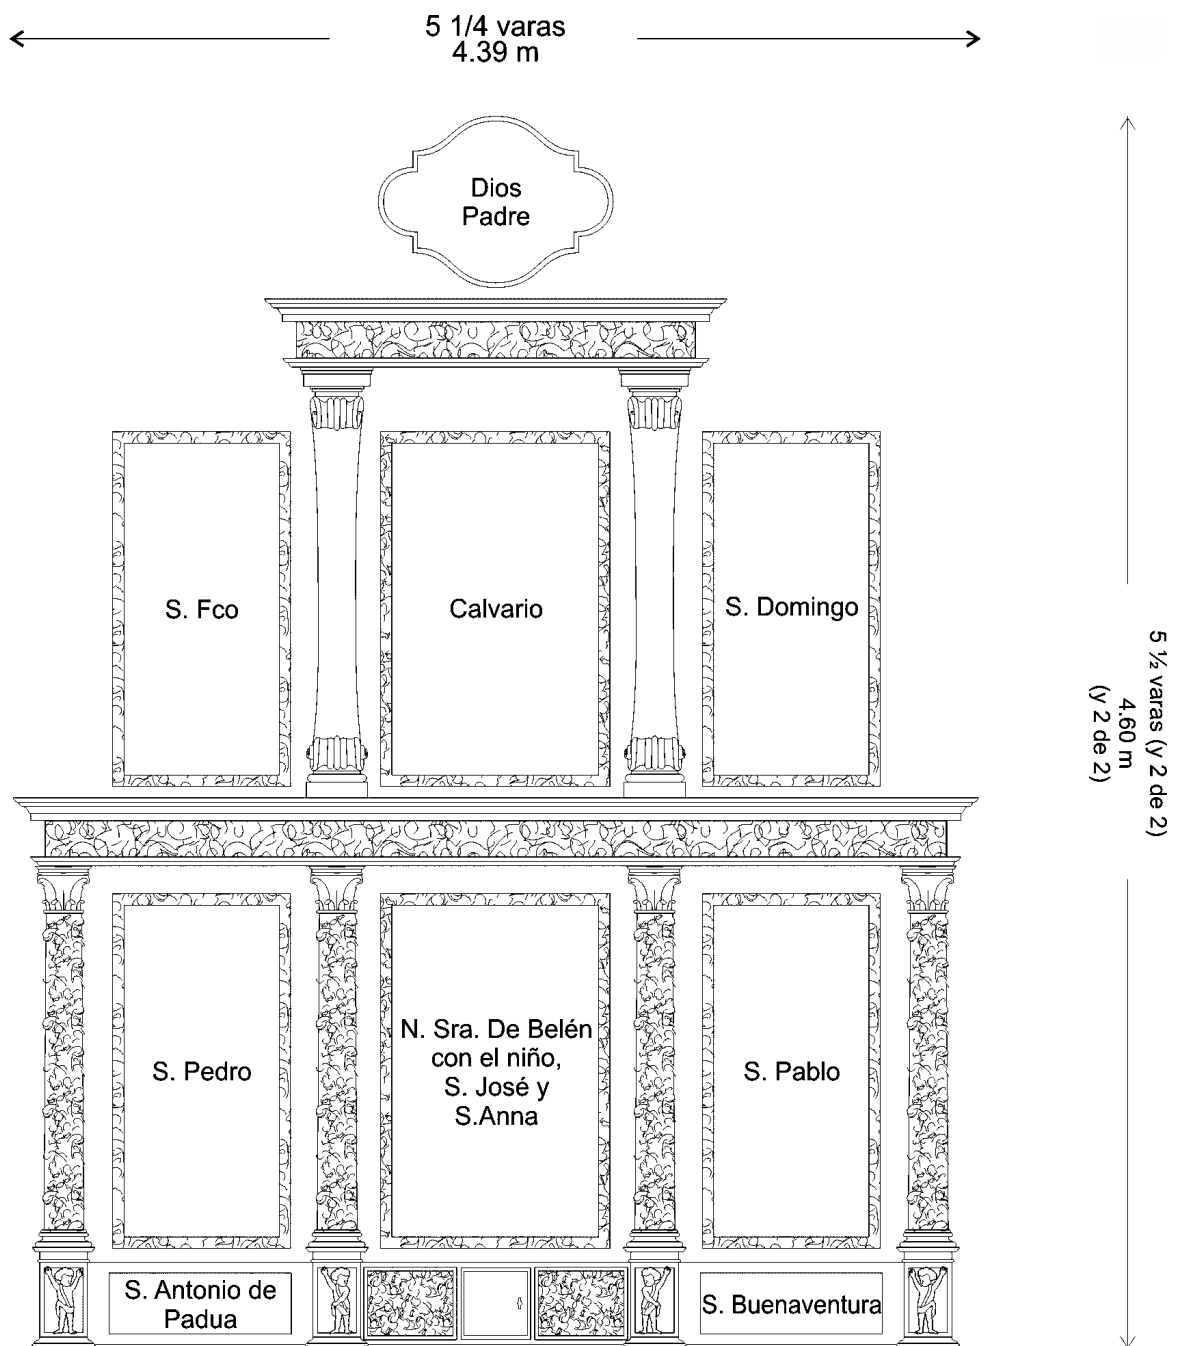 5 1/4 varas
4.39 m
Dios
Padre
S. Fco
Calvario
S. Domingo
5 ½ varas (y 2 de 2)
4.60 m
(y 2 de 2)
S. Pedro
N. Sra. De Belén
con el niño,
S. José y
S.Anna
S. Pablo
S. Antonio de
Padua
S. Buenaventura